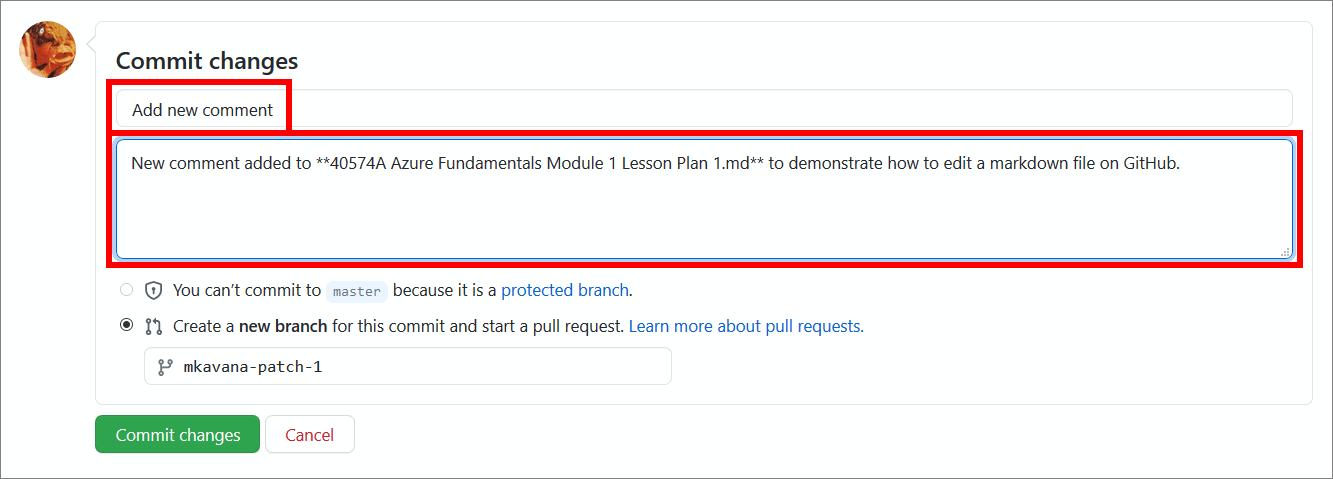 Commit changes
Add new comment
New comment added to **40574A Azure Fundamentals Module 1 Lesson Plan 1.md** to demonstrate how to edit a markdown file on GitHub.
You can’t commit to master because it is a protected branch.
Create a new branch for this commit and start a pull request. Learn more about pull requests.
mkavana-patch-1
Commit changes Cancel